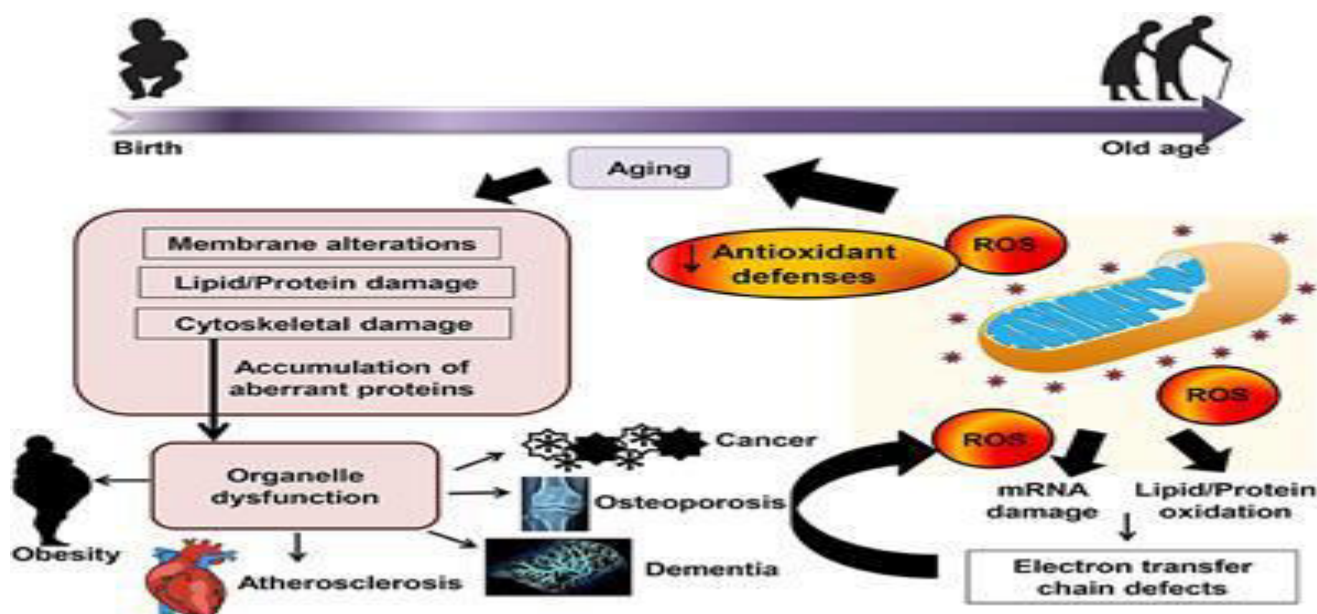 Birth
Old age
Aging
Membrane alterations
Lipid/Protein damage
Cytoskeletal damage
Accumulation of
aberrant proteins
↓ Antioxidant
defenses
ROS
ROS
ROS
mRNA
damage
Lipid/Protein
oxidation
Electron transfer
chain defects
Organelle
dysfunction
Cancer
Osteoporosis
Dementia
Atherosclerosis
Obesity